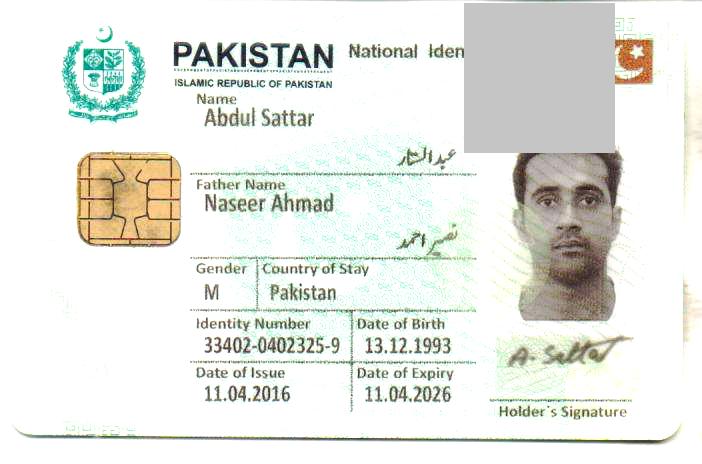 PAKISTAN National Iden
ISLAMIC REPUBLIC OF PAKISTAN
Name
Abdul Sattar
عبدالستار
Father Name
Naseer Ahmad
نصیر احمد
Gender Country of Stay
M Pakistan
Identity Number Date of Birth
33402-0402325-9 13.12.1993
Date of Issue Date of Expiry
11.04.2016 11.04.2026
A. Sattar
Holder's Signature